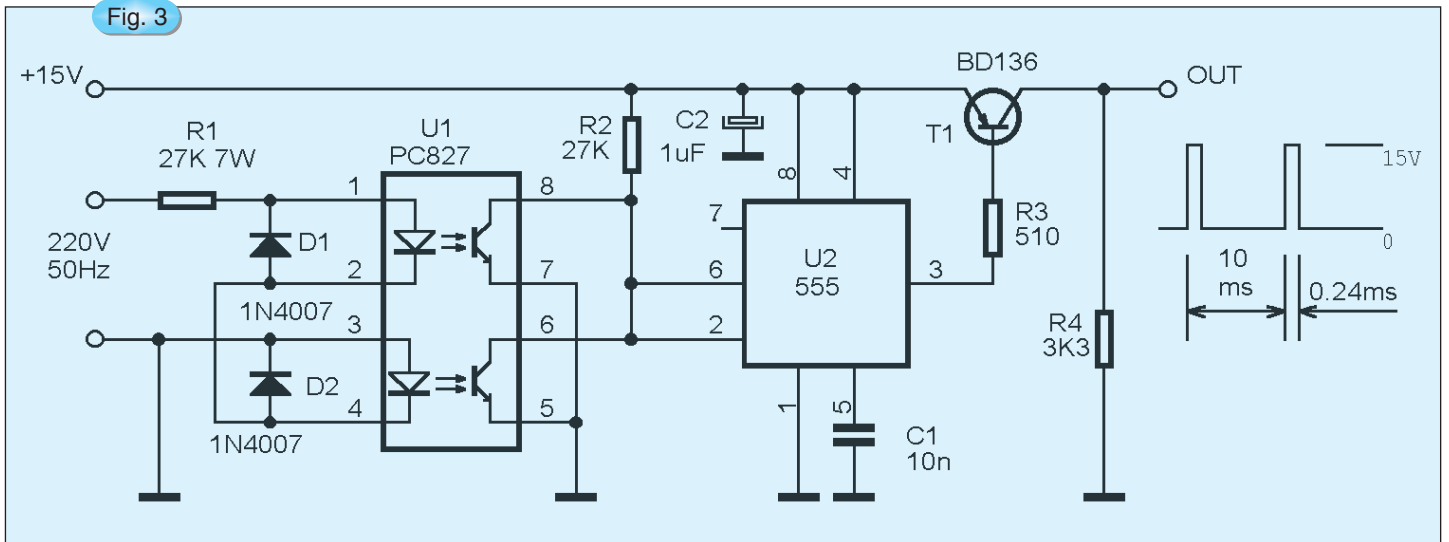 Fig. 3
+15V
BD136
OUT
T1
R1
27K 7W
U1
PC827
R2
27K
C2
1uF
8
4
15V
0
1
8
7
R3
510
220V
50Hz
D1
2
7
6
U2
555
3
10
ms
0.24ms
1N4007
3
6
2
R4
3K3
D2
4
5
1
5
1N4007
C1
10n